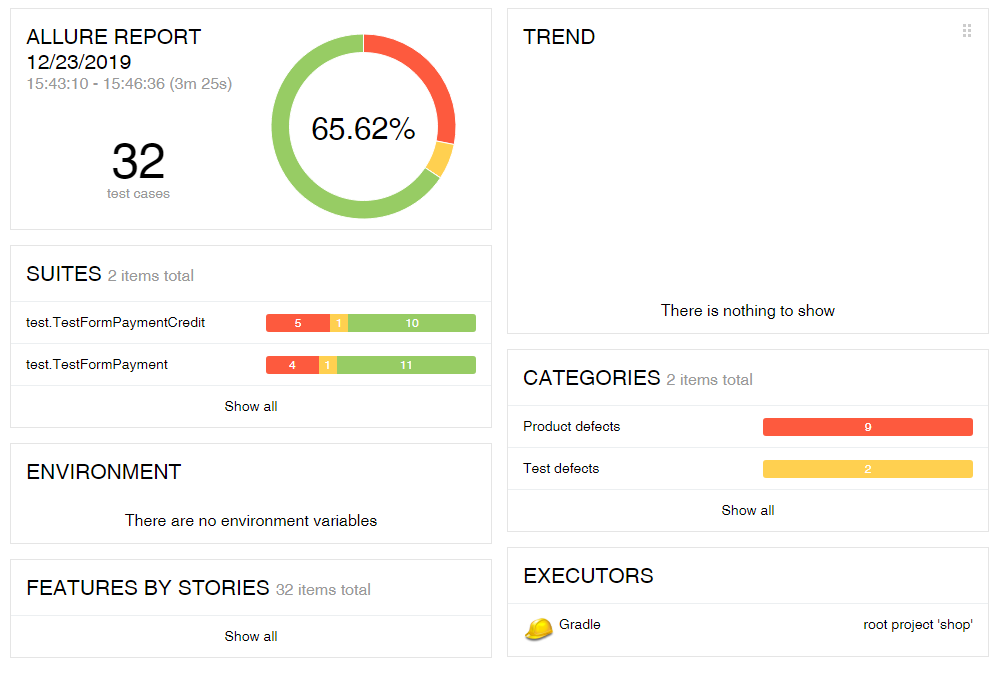 ALLURE REPORT
12/23/2019
15:43:10 - 15:46:36 (3m 25s)
32
test cases
65.62%
SUITES 2 items total
test.TestFormPaymentCredit 5 1 10
test.TestFormPayment 4 1 11
Show all
ENVIRONMENT
There are no environment variables
FEATURES BY STORIES 32 items total
Show all
TREND
There is nothing to show
CATEGORIES 2 items total
Product defects 9
Test defects 2
Show all
EXECUTORS
Gradle root project 'shop'